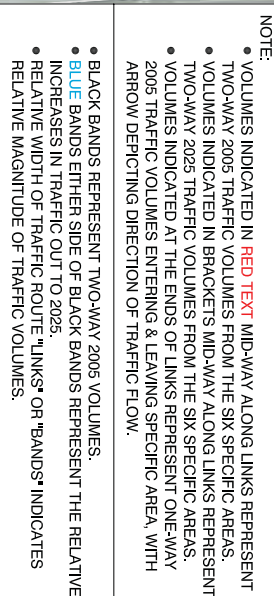 NOTE:
• VOLUMES INDICATED IN RED TEXT MID-WAY ALONG LINKS REPRESENT
TWO-WAY 2005 TRAFFIC VOLUMES FROM THE SIX SPECIFIC AREAS.
• VOLUMES INDICATED IN BRACKETS MID-WAY ALONG LINKS REPRESENT
TWO-WAY 2025 TRAFFIC VOLUMES FROM THE SIX SPECIFIC AREAS.
• VOLUMES INDICATED AT THE ENDS OF LINKS REPRESENT ONE-WAY
2005 TRAFFIC VOLUMES ENTERING & LEAVING SPECIFIC AREA, WITH
ARROW DEPICTING DIRECTION OF TRAFFIC FLOW.
• BLACK BANDS REPRESENT TWO-WAY 2005 VOLUMES.
• BLUE BANDS EITHER SIDE OF BLACK BANDS REPRESENT THE RELATIVE
INCREASES IN TRAFFIC OUT TO 2025.
• RELATIVE WIDTH OF TRAFFIC ROUTE "LINKS" OR "BANDS" INDICATES
RELATIVE MAGNITUDE OF TRAFFIC VOLUMES.